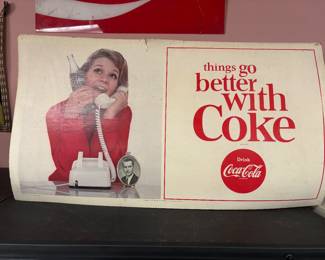 things go
better
with
Coke
Drink
Coca-Cola